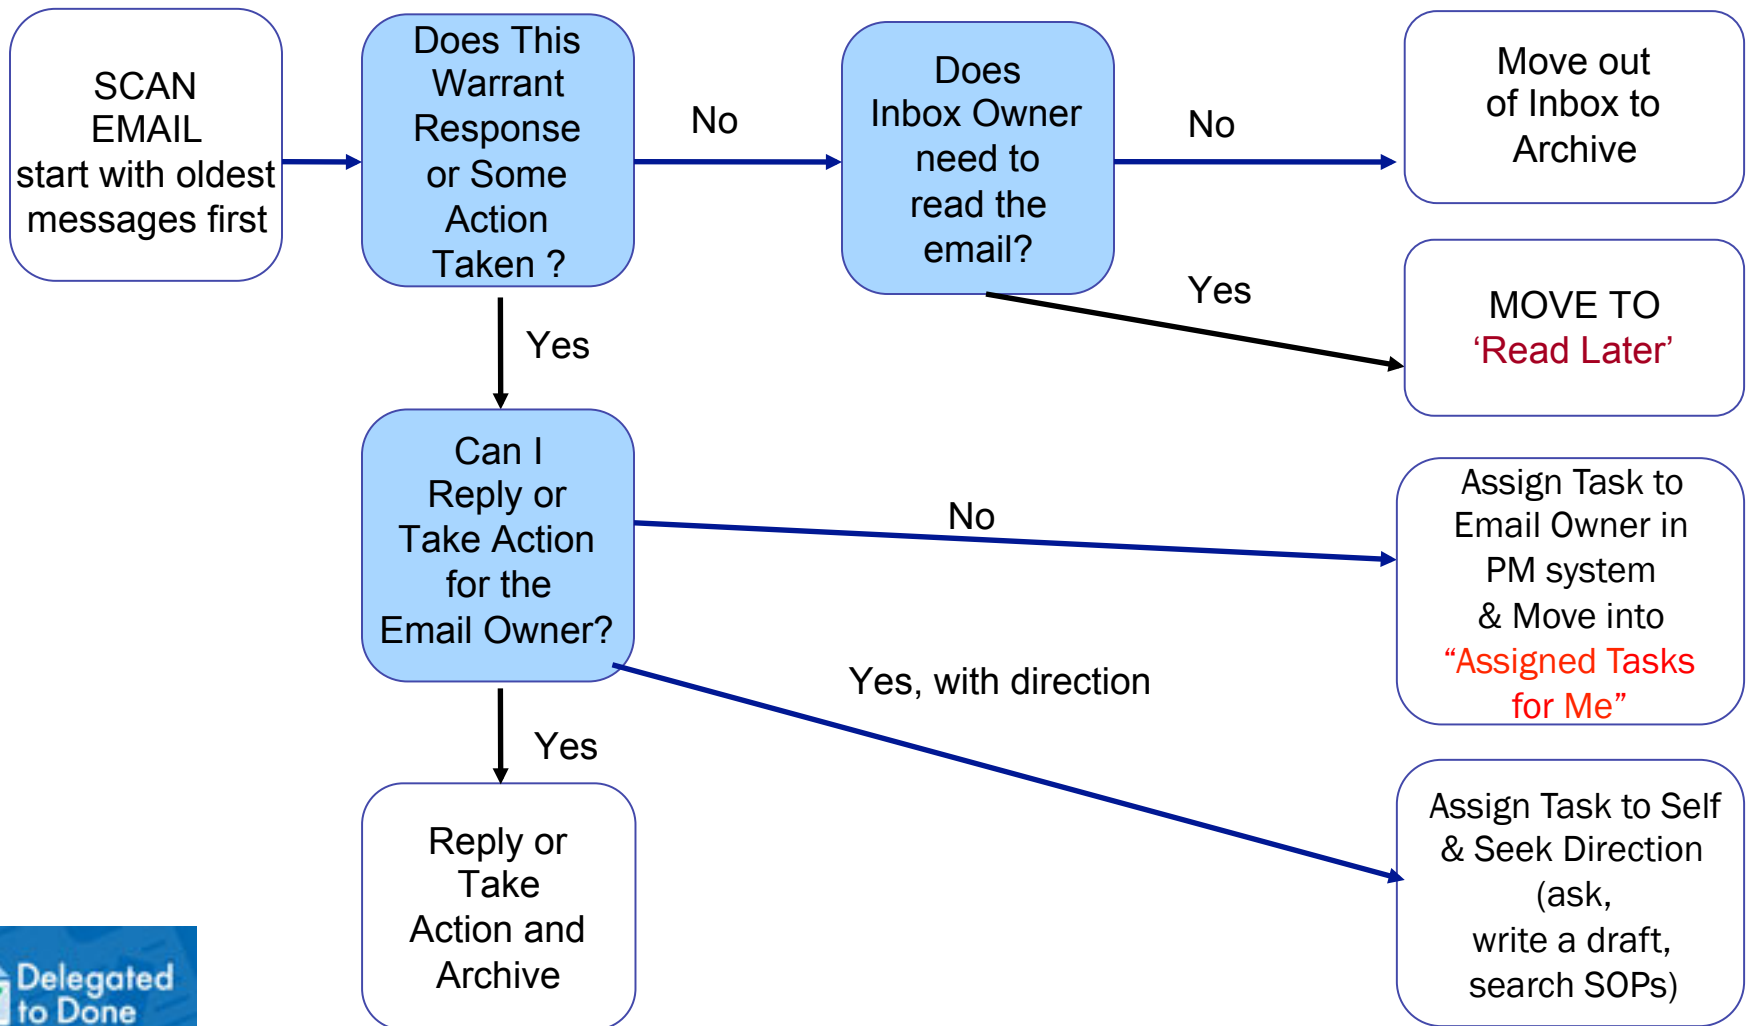 SCAN
EMAIL
start with oldest
messages first
Does This
Warrant
Response
or Some
Action
Taken ?
No
Does
Inbox Owner
need to
read the
email?
No
Move out
of Inbox to
Archive
Yes
MOVE TO
‘Read Later’
Yes
Can I
Reply or
Take Action
for the
Email Owner?
No
Assign Task to
Email Owner in
PM system
& Move into
“Assigned Tasks
for Me”
Yes, with direction
Assign Task to Self
& Seek Direction
(ask,
write a draft,
search SOPs)
Yes
Reply or
Take
Action and
Archive
Delegated
to Done